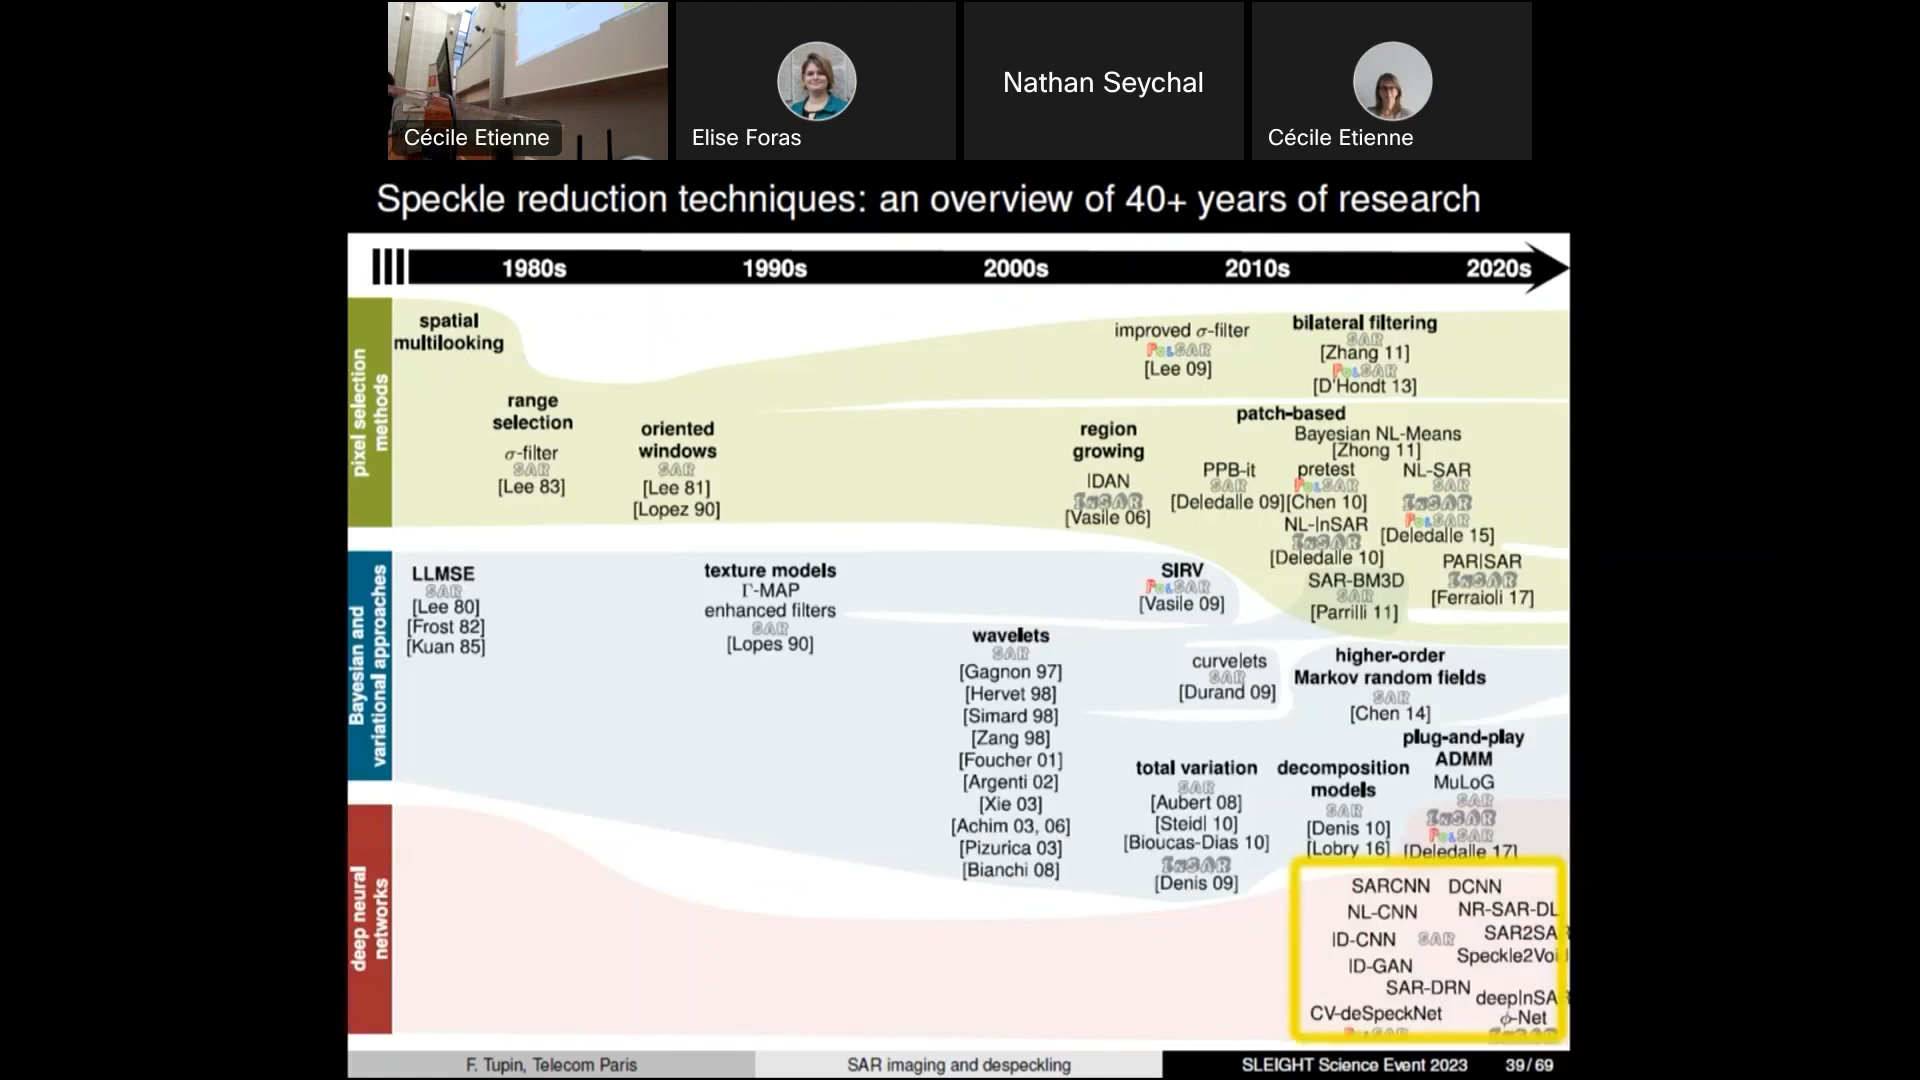 Cécile Etienne
Elise Foras
Nathan Seychal
Cécile Etienne
Speckle reduction techniques: an overview of 40+ years of research
1980s 1990s 2000s 2010s 2020s
pixel selection
methods
spatial
multilooking
range
selection
σ-filter
SAR
[Lee 83]
oriented
windows
SAR
[Lee 81]
[Lopez 90]
improved σ-filter
PolSAR
[Lee 09]
bilateral filtering
SAR
[Zhang 11]
PolSAR
[D'Hondt 13]
region
growing
IDAN
InSAR
[Vasile 06]
patch-based
Bayesian NL-Means
[Zhong 11]
PPB-it
SAR
[Deledalle 09]
pretest
PolSAR
[Chen 10]
NL-SAR
SAR
InSAR
PolSAR
[Deledalle 15]
NL-InSAR
InSAR
[Deledalle 10]
SAR-BM3D
SAR
[Parrilli 11]
PARISAR
InSAR
[Ferraioli 17]
Bayesian and
variational approaches
LLMSE
SAR
[Lee 80]
[Frost 82]
[Kuan 85]
texture models
Γ-MAP
enhanced filters
SAR
[Lopes 90]
wavelets
SAR
[Gagnon 97]
[Hervet 98]
[Simard 98]
[Zang 98]
[Foucher 01]
[Argenti 02]
[Xie 03]
[Achim 03, 06]
[Pizurica 03]
[Bianchi 08]
SIRV
PolSAR
[Vasile 09]
curvelets
SAR
[Durand 09]
higher-order
Markov random fields
SAR
[Chen 14]
total variation
SAR
[Aubert 08]
[Steidl 10]
[Bioucas-Dias 10]
InSAR
[Denis 09]
decomposition
models
SAR
[Denis 10]
[Lobry 16]
plug-and-play
ADMM
MuLoG
SAR
InSAR
PolSAR
[Deledalle 17]
deep neural
networks
SARCNN DCNN
NL-CNN NR-SAR-DL
ID-CNN SAR SAR2SAR
Speckle2Voi
ID-GAN
SAR-DRN
deepInSAR
CV-deSpeckNet
ϕ-Net
PolSAR InSAR
F. Tupin, Telecom Paris
SAR imaging and despeckling
SLEIGHT Science Event 2023 39/69